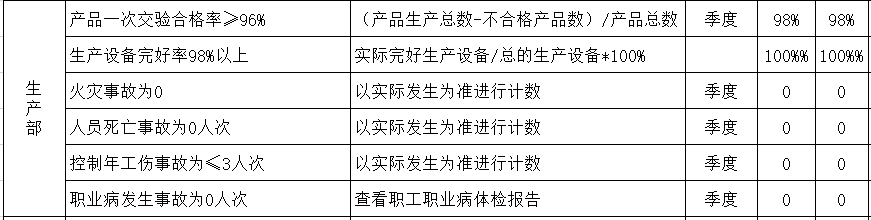 产品一次交验合格率≥96% (产品生产总数-不合格产品数)/产品总数 季度 98% 98%
生产设备完好率98%以上 实际完好生产设备/总的生产设备*100% 100%% 100%%
生产部
火灾事故为0 以实际发生为准进行计数 季度 0 0
人员死亡事故为0人次 以实际发生为准进行计数 季度 0 0
控制年工伤事故为≤3人次 以实际发生为准进行计数 季度 0 0
职业病发生事故为0人次 查看职工职业病体检报告 季度 0 0